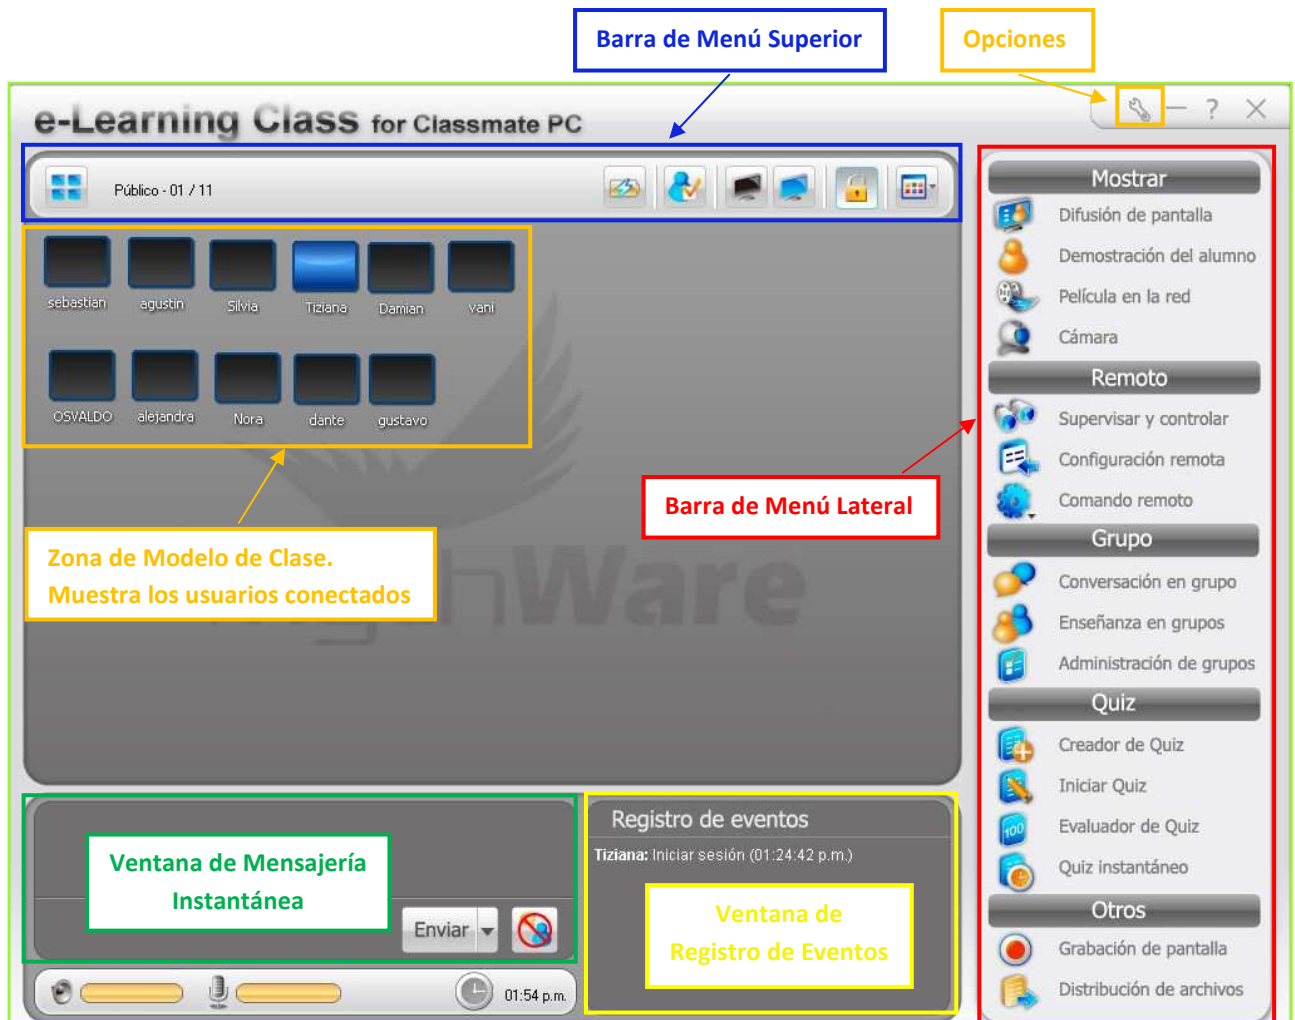 Barra de Menú Superior
Opciones
e-Learning Class for Classmate PC
?
Público - 01 / 11
sebastian
agustin
Silvia
Tiziana
Damian
vani
OSVALDO
alejandra
Nora
dante
gustavo
Zona de Modelo de Clase.
Muestra los usuarios conectados
Barra de Menú Lateral
Ware
Mostrar
Difusión de pantalla
Demostración del alumno
Película en la red
Cámara
Remoto
Supervisar y controlar
Configuración remota
Comando remoto
Grupo
Conversación en grupo
Enseñanza en grupos
Administración de grupos
Quiz
Creador de Quiz
Iniciar Quiz
100
Evaluador de Quiz
Quiz instantáneo
Otros
Grabación de pantalla
Distribución de archivos
Ventana de Mensajería
Instantánea
Enviar
01:54 p.m.
Registro de eventos
Tiziana: Iniciar sesión (01:24:42 p.m.)
Ventana de
Registro de Eventos